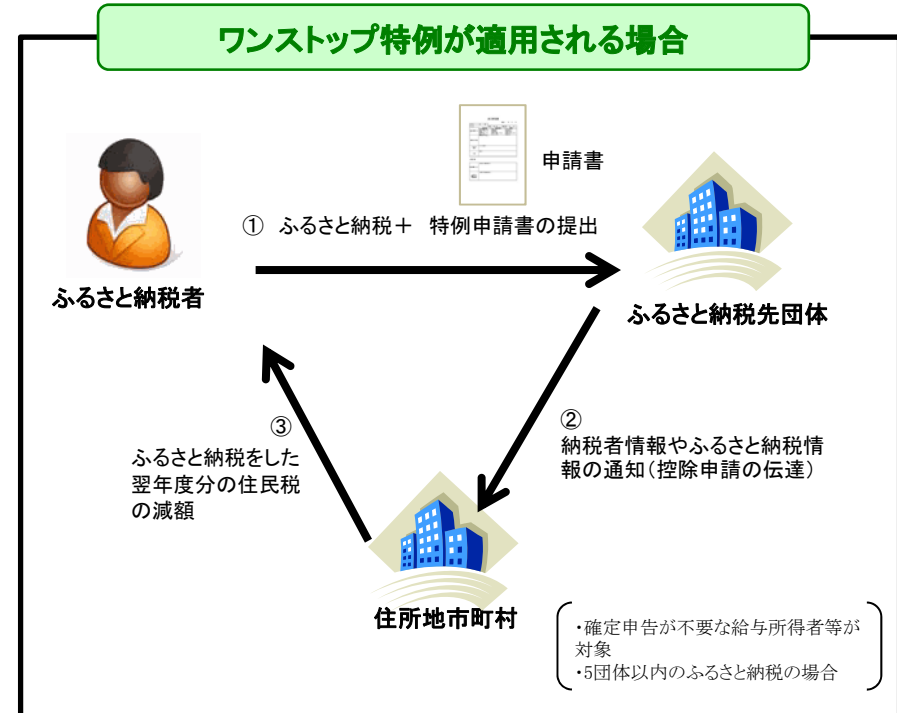 ワンストップ特例が適用される場合
申請書
① ふるさと納税＋ 特例申請書の提出
ふるさと納税者
ふるさと納税先団体
②
納税者情報やふるさと納税情
報の通知（控除申請の伝達）
③
ふるさと納税をした
翌年度分の住民税
の減額
住所地市町村
・確定申告が不要な給与所得者等が
対象
・5団体以内のふるさと納税の場合